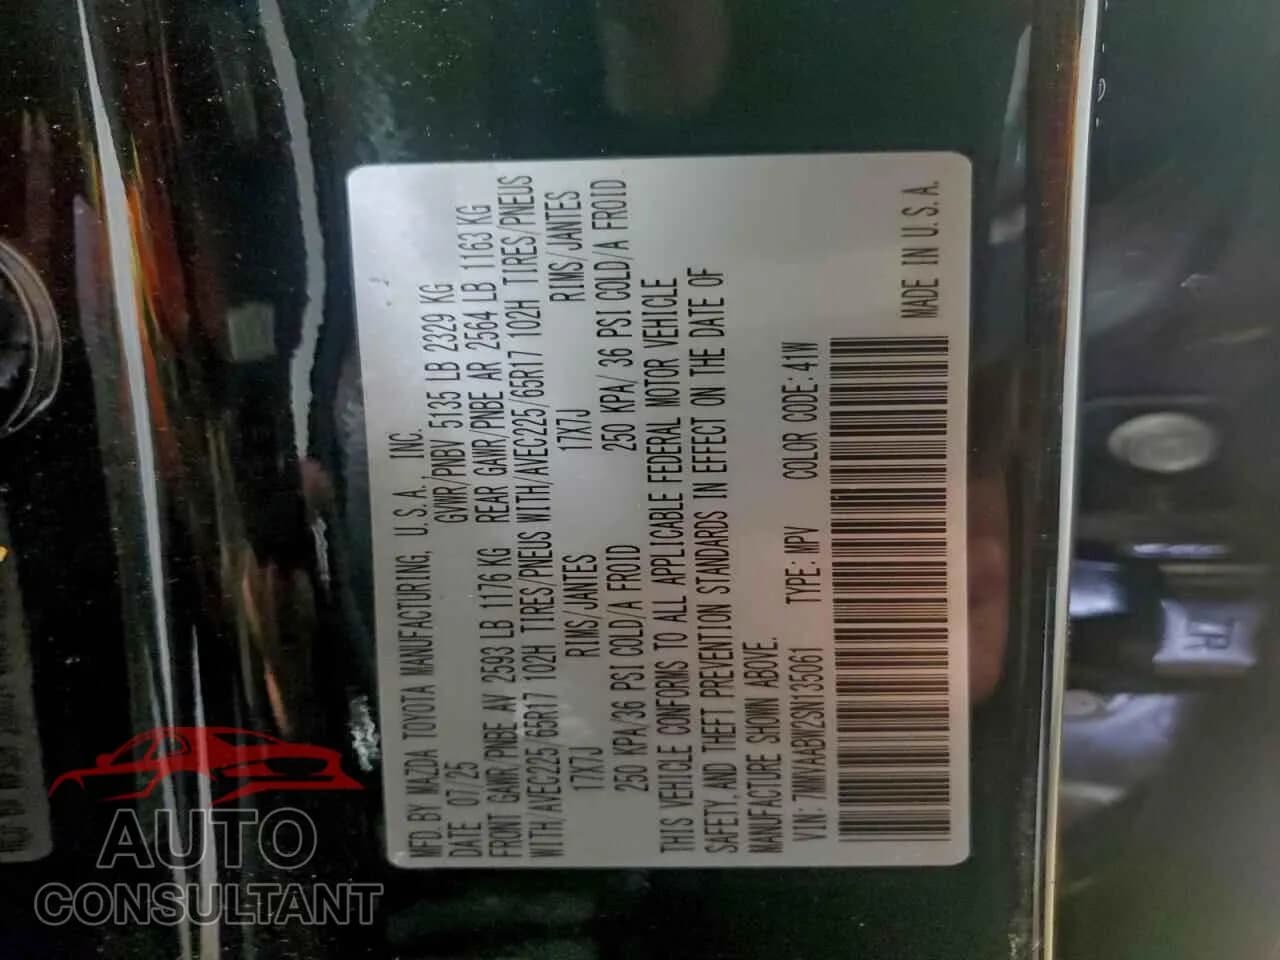 MFD.BY MAZDA TOYOTA MANUFACTURING, U.S.A., INC.
DATE 07/25 GVWR/PNBV 5135 LB 2329 KG
FRONT GAWR/PNBE AV 2593 LB 1176 KG REAR GAWR/PNBE AR 2564 LB 1163 KG
WITH/AVEC225/65R17 102H TIRES/PNEUS WITH/AVEC225/65R17 102H TIRES/PNEUS
17X7J RIMS/JANTES 17X7J RIMS/JANTES
250 KPA/36 PSI COLD/A FROID 250 KPA/ 36 PSI COLD/A FROID
THIS VEHICLE CONFORMS TO ALL APPLICABLE FEDERAL MOTOR VEHICLE
SAFETY,AND THEFT PREVENTION STANDARDS IN EFFECT ON THE DATE OF
MANUFACTURE SHOWN ABOVE.
VIN: 7MMVAABW2SN135061 TYPE: MPV COLOR CODE: 41W
MADE IN U.S.A.
AUTO
CONSULTANT